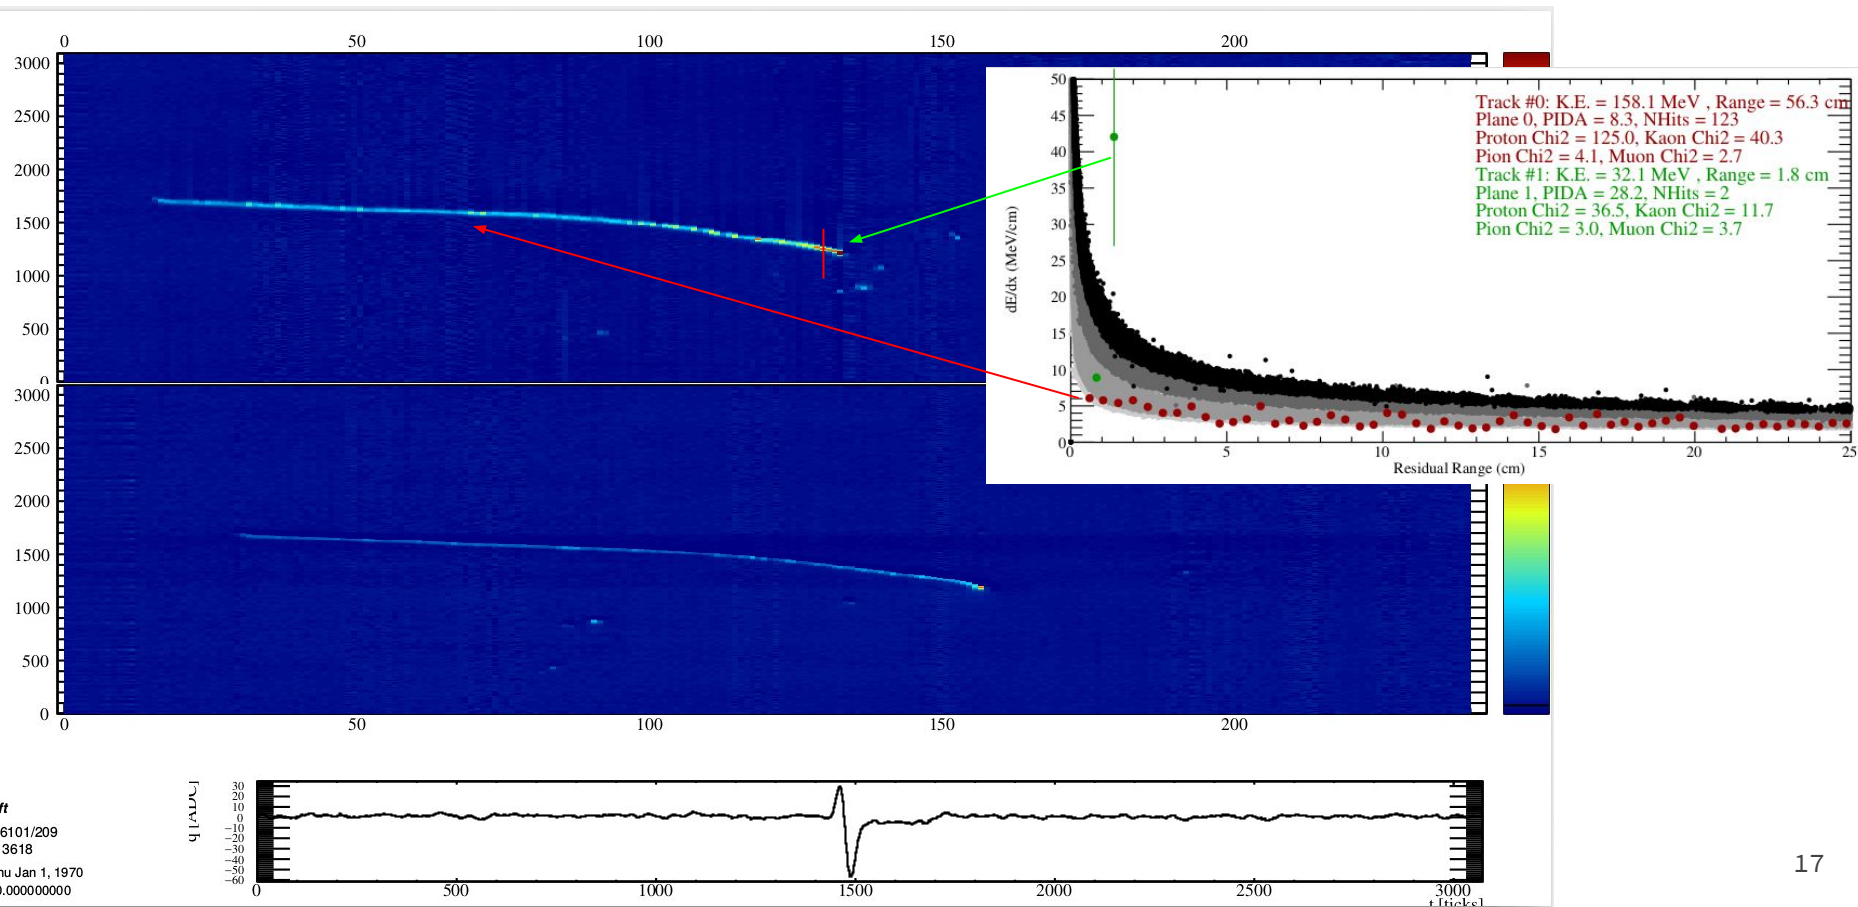 0 50 100 150 200
3000
2500
2000
1500
1000
500
0
50
45
40
35
30
25
20
15
10
5
0
dE/dx (MeV/cm)
Track #0: K.E. = 158.1 MeV , Range = 56.3 cm
Plane 0, PIDA = 8.3, NHits = 123
Proton Chi2 = 125.0, Kaon Chi2 = 40.3
Pion Chi2 = 4.1, Muon Chi2 = 2.7
Track #1: K.E. = 32.1 MeV , Range = 1.8 cm
Plane 1, PIDA = 28.2, NHits = 2
Proton Chi2 = 36.5, Kaon Chi2 = 11.7
Pion Chi2 = 3.0, Muon Chi2 = 3.7
0 5 10 15 20 25
Residual Range (cm)
3000
2500
2000
1500
1000
500
0
0 50 100 150 200
q [ADC]
30
20
10
0
−10
−20
−30
−40
−50
−60
0 500 1000 1500 2000 2500 3000
t [ticks]
ft
6101/209
3618
hu Jan 1, 1970
0.000000000
17